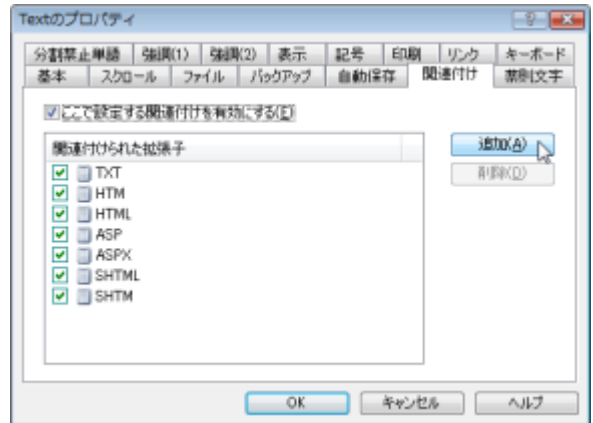 Textのプロパティ
分割禁止単語 強調(1) 強調(2) 表示 記号 印刷 リンク キーボード
基本 スクロール ファイル バックアップ 自動保存 関連付け 禁則文字
ここで設定する関連付けを有効にする(E)
関連付けられた拡張子
追加(A)
TXT
削除(D)
HTM
HTML
ASP
ASPX
SHTML
SHTM
OK キャンセル ヘルプ